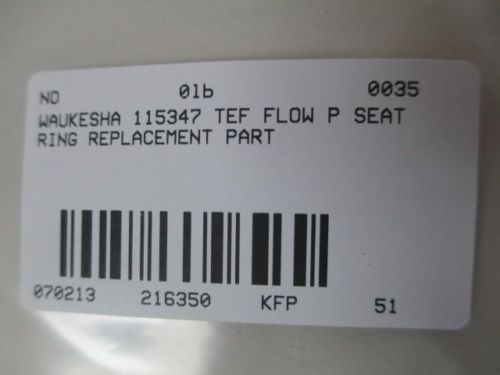 NO 01b 0035
WAUKESHA 115347 TEF FLOW P SEAT
RING REPLACEMENT PART
070213 216350 KFP 51